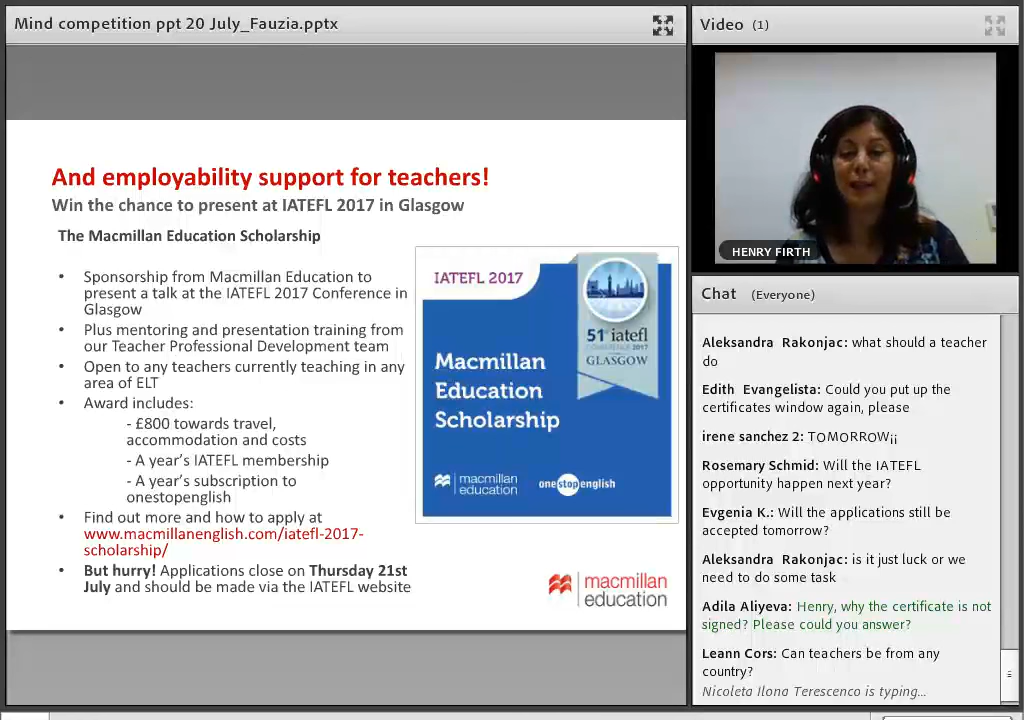 Mind competition ppt 20 July_Fauzia.pptx
And employability support for teachers!
Win the chance to present at IATEFL 2017 in Glasgow
The Macmillan Education Scholarship
• Sponsorship from Macmillan Education to
present a talk at the IATEFL 2017 Conference in
Glasgow
• Plus mentoring and presentation training from
our Teacher Professional Development team
• Open to any teachers currently teaching in any
area of ELT
• Award includes:
- £800 towards travel,
accommodation and costs
- A year’s IATEFL membership
- A year’s subscription to
onestopenglish
• Find out more and how to apply at
www.macmillanenglish.com/iatefl-2017-
scholarship/
• But hurry! Applications close on Thursday 21st
July and should be made via the IATEFL website
IATEFL 2017
51st iatefl
CONFERENCE 2017
GLASGOW
Macmillan
Education
Scholarship
macmillan
education
onestopenglish
macmillan
education
Video (1)
HENRY FIRTH
Chat (Everyone)
Aleksandra Rakonjac: what should a teacher
do
Edith Evangelista: Could you put up the
certificates window again, please
irene sanchez 2: TOMORROW¡¡
Rosemary Schmid: Will the IATEFL
opportunity happen next year?
Evgenia K.: Will the applications still be
accepted tomorrow?
Aleksandra Rakonjac: is it just luck or we
need to do some task
Adila Aliyeva: Henry, why the certificate is not
signed? Please could you answer?
Leann Cors: Can teachers be from any
country?
Nicoleta Ilona Terescenco is typing...